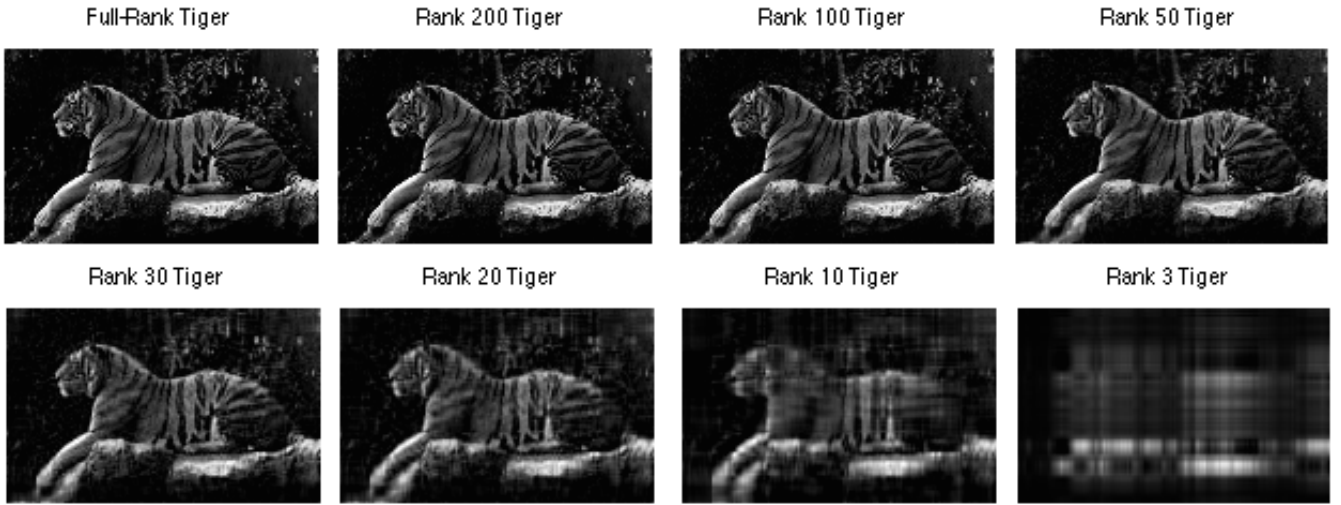 Full-Rank Tiger
Rank 200 Tiger
Rank 100 Tiger
Rank 50 Tiger
Rank 30 Tiger
Rank 20 Tiger
Rank 10 Tiger
Rank 3 Tiger